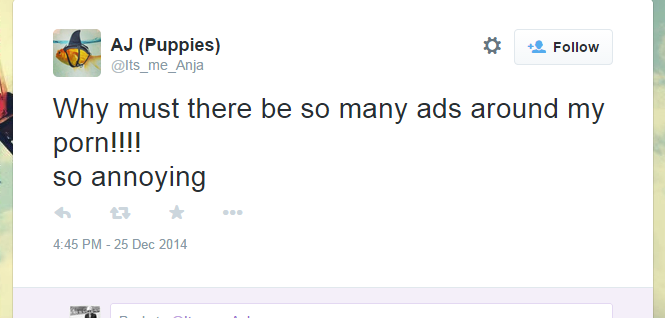 AJ (Puppies)
@Its_me_Anja
Follow
Why must there be so many ads around my
porn!!!!
so annoying
4:45 PM - 25 Dec 2014